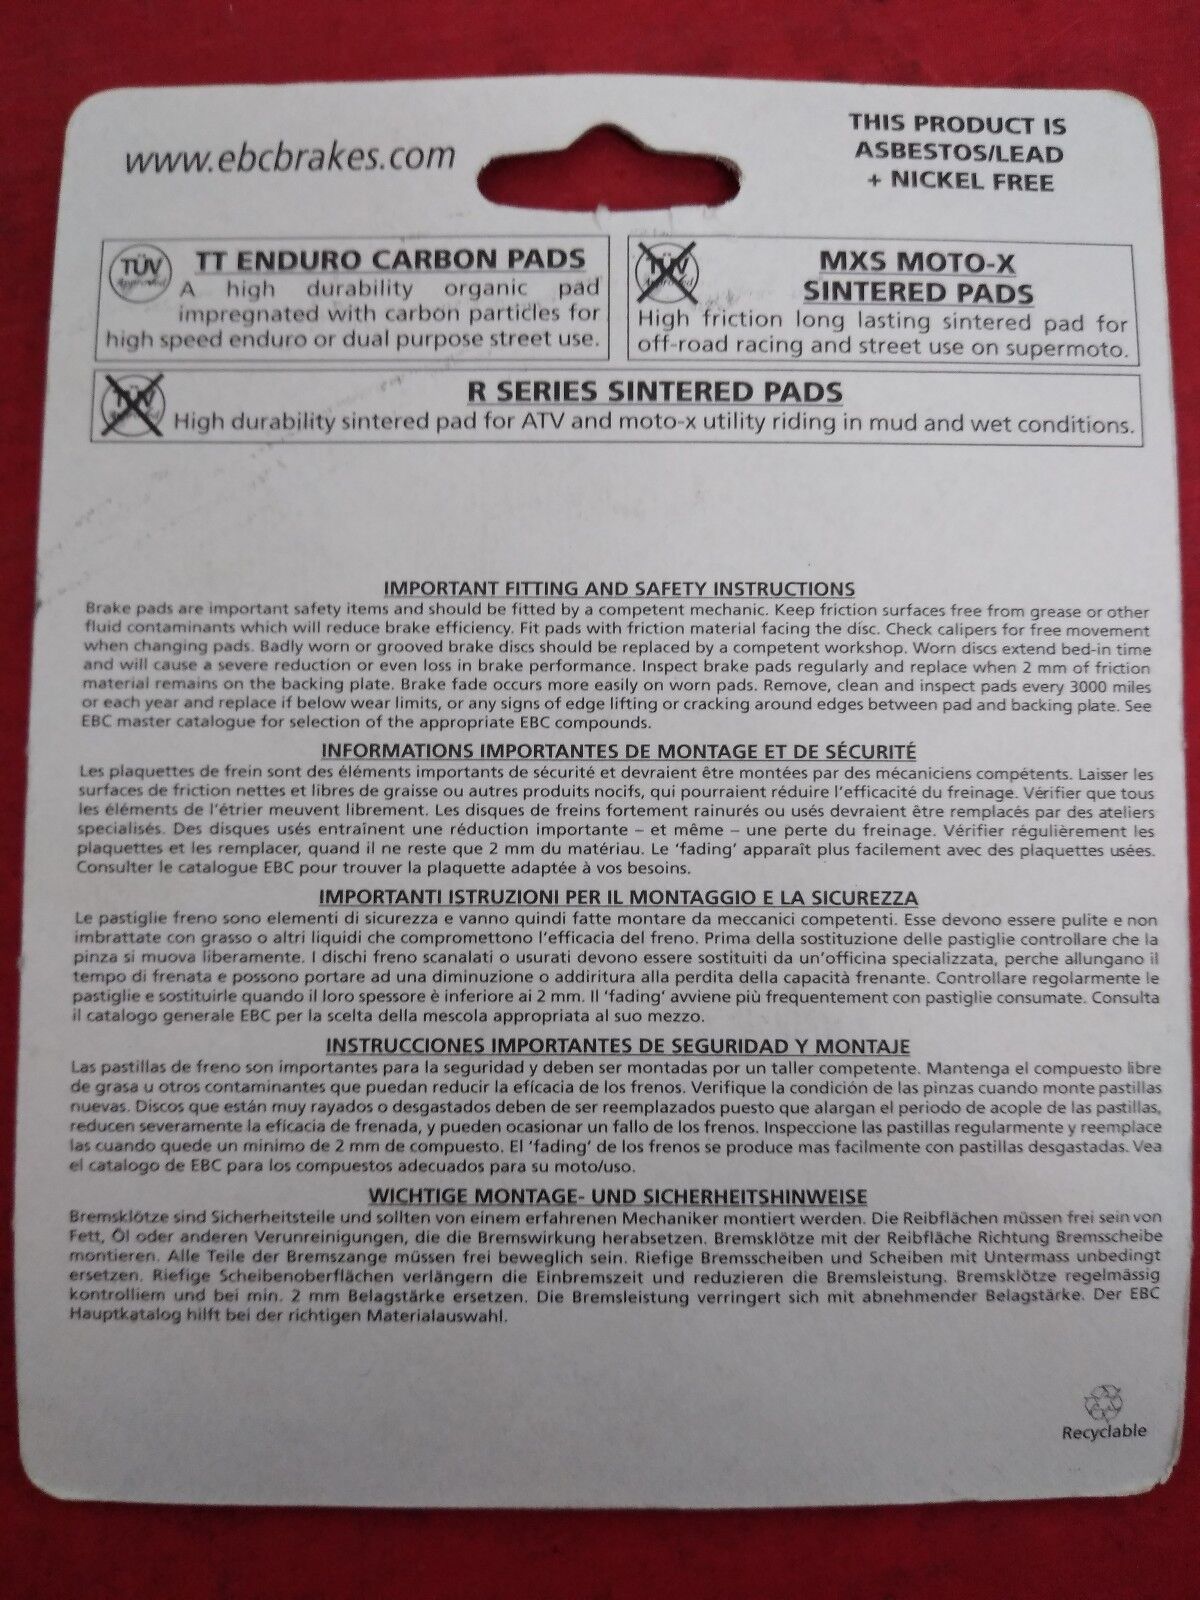 www.ebcbrakes.com
THIS PRODUCT IS
ASBESTOS/LEAD
+ NICKEL FREE
TÜV
TT ENDURO CARBON PADS
A high durability organic pad
impregnated with carbon particles for
high speed enduro or dual purpose street use.
TÜV
MXS MOTO-X
SINTERED PADS
High friction long lasting sintered pad for
off-road racing and street use on supermoto.
R SERIES SINTERED PADS
High durability sintered pad for ATV and moto-x utility riding in mud and wet conditions.
IMPORTANT FITTING AND SAFETY INSTRUCTIONS
Brake pads are important safety items and should be fitted by a competent mechanic. Keep friction surfaces free from grease or other
fluid contaminants which will reduce brake efficiency. Fit pads with friction material facing the disc. Check calipers for free movement
when changing pads. Badly worn or grooved brake discs should be replaced by a competent workshop. Worn discs extend bed-in time
and will cause a severe reduction or even loss in brake performance. Inspect brake pads regularly and replace when 2 mm of friction
material remains on the backing plate. Brake fade occurs more easily on worn pads. Remove, clean and inspect pads every 3000 miles
or each year and replace if below wear limits, or any signs of edge lifting or cracking around edges between pad and backing plate. See
EBC master catalogue for selection of the appropriate EBC compounds.
INFORMATIONS IMPORTANTES DE MONTAGE ET DE SÉCURITÉ
Les plaquettes de frein sont des éléments importants de sécurité et devraient être montées par des mécaniciens compétents. Laisser les
surfaces de friction nettes et libres de graisse ou autres produits nocifs, qui pourraient réduire l'efficacité du freinage. Vérifier que tous
les éléments de l'étrier meuvent librement. Les disques de freins fortement rainurés ou usés devraient être remplacés par des ateliers
specialisés. Des disques usés entraînent une réduction importante – et même – une perte du freinage. Vérifier régulièrement les
plaquettes et les remplacer, quand il ne reste que 2 mm du matériau. Le 'fading' apparaît plus facilement avec des plaquettes usées.
Consulter le catalogue EBC pour trouver la plaquette adaptée à vos besoins.
IMPORTANTI ISTRUZIONI PER IL MONTAGGIO E LA SICUREZZA
Le pastiglie freno sono elementi di sicurezza e vanno quindi fatte montare da meccanici competenti. Esse devono essere pulite e non
imbrattate con grasso o altri liquidi che compromettono l'efficacia del freno. Prima della sostituzione delle pastiglie controllare che la
pinza si muova liberamente. I dischi freno scanalati o usurati devono essere sostituiti da un'officina specializzata, perche allungano il
tempo di frenata e possono portare ad una diminuzione o addiritura alla perdita della capacità frenante. Controllare regolarmente le
pastiglie e sostituirle quando il loro spessore è inferiore ai 2 mm. Il 'fading' avviene più frequentement con pastiglie consumate. Consulta
il catalogo generale EBC per la scelta della mescola appropriata al suo mezzo.
INSTRUCCIONES IMPORTANTES DE SEGURIDAD Y MONTAJE
Las pastillas de freno son importantes para la seguridad y deben ser montadas por un taller competente. Mantenga el compuesto libre
de grasa u otros contaminantes que puedan reducir la eficacia de los frenos. Verifique la condición de las pinzas cuando monte pastillas
nuevas. Discos que están muy rayados o desgastados deben de ser reemplazados puesto que alargan el periodo de acople de las pastillas,
reducen severamente la eficacia de frenada, y pueden ocasionar un fallo de los frenos. Inspeccione las pastillas regularmente y reemplace
las cuando quede un minimo de 2 mm de compuesto. El 'fading' de los frenos se produce mas facilmente con pastillas desgastadas. Vea
el catalogo de EBC para los compuestos adecuados para su moto/uso.
WICHTIGE MONTAGE- UND SICHERHEITSHINWEISE
Bremsklötze sind Sicherheitsteile und sollten von einem erfahrenen Mechaniker montiert werden. Die Reibflächen müssen frei sein von
Fett, Öl oder anderen Verunreinigungen, die die Bremswirkung herabsetzen. Bremsklötze mit der Reibfläche Richtung Bremsscheibe
montieren. Alle Teile der Bremszange müssen frei beweglich sein. Riefige Bremsscheiben und Scheiben mit Untermass unbedingt
ersetzen. Riefige Scheibenoberflächen verlängern die Einbremszeit und reduzieren die Bremsleistung. Bremsklötze regelmässig
kontrolliem und bei min. 2 mm Belagstärke ersetzen. Die Bremsleistung verringert sich mit abnehmender Belagstärke. Der EBC
Hauptkatalog hilft bei der richtigen Materialauswahl.
Recyclable